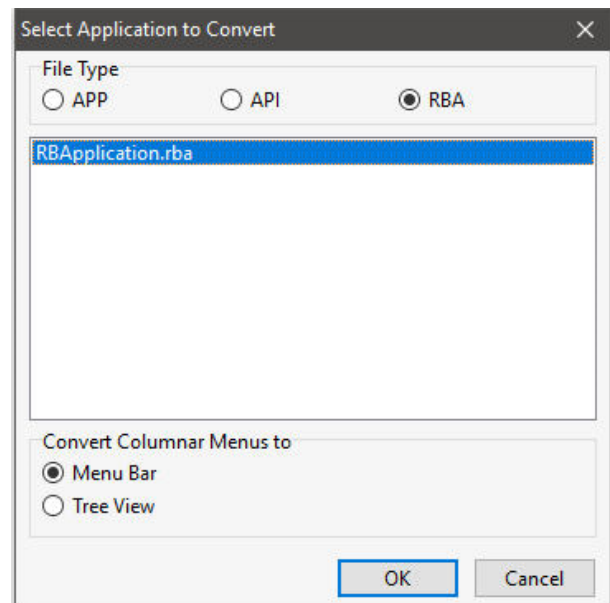 Select Application to Convert
File Type
APP API RBA
RBApplication.rba
Convert Columnar Menus to
Menu Bar
Tree View
OK Cancel